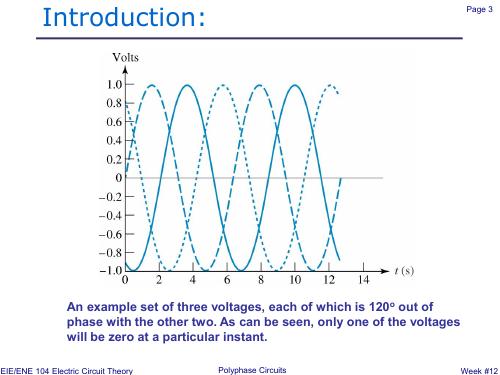 Introduction:
Page 3
Volts
1.0
0.8
0.6
0.4
0.2
0
−0.2
−0.4
−0.6
−0.8
−1.0
0 2 4 6 8 10 12 14
t (s)
An example set of three voltages, each of which is 120º out of
phase with the other two. As can be seen, only one of the voltages
will be zero at a particular instant.
EIE/ENE 104 Electric Circuit Theory
Polyphase Circuits
Week #12